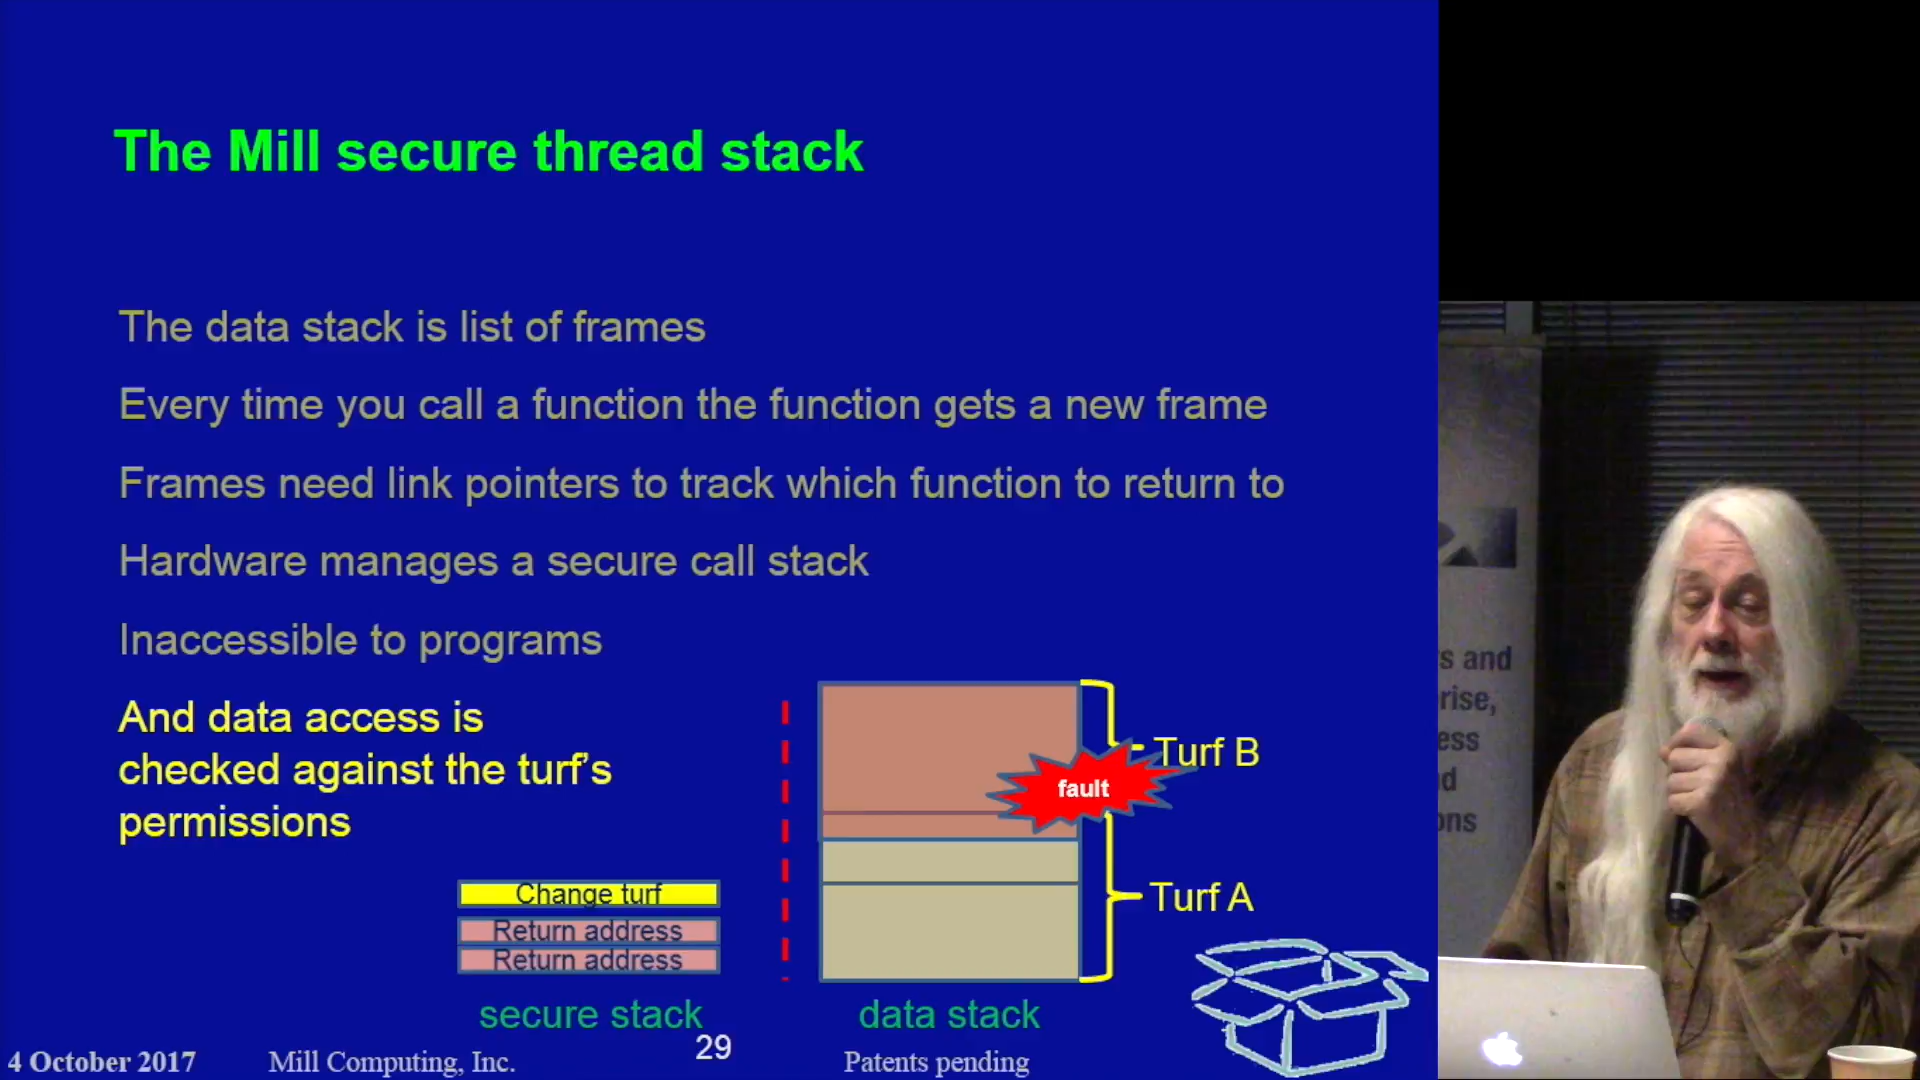 The Mill secure thread stack
The data stack is list of frames
Every time you call a function the function gets a new frame
Frames need link pointers to track which function to return to
Hardware manages a secure call stack
Inaccessible to programs
And data access is
checked against the turf's
permissions
Turf B
fault
Turf A
Change turf
Return address
Return address
secure stack
data stack
4 October 2017
Mill Computing, Inc.
29
Patents pending
and